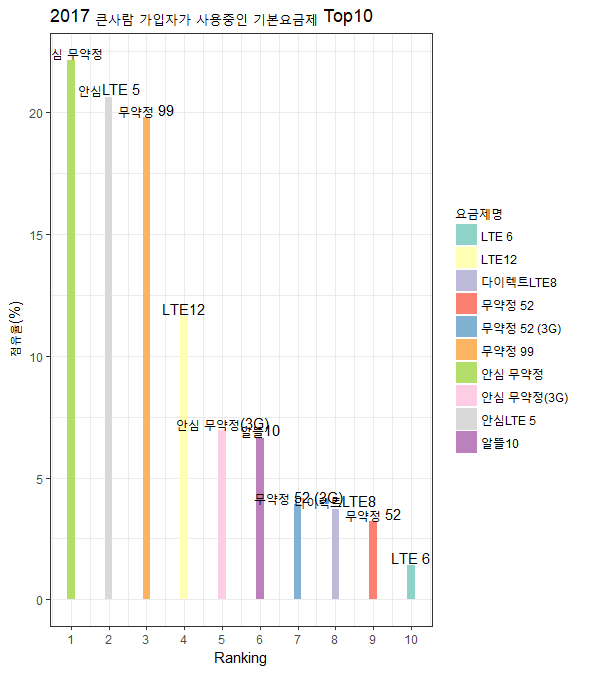 2017 큰사람 가입자가 사용중인 기본요금제 Top10
심 무약정
안심LTE 5
무약정 99
LTE12
안심 무약정(3G)
알뜰10
무약정 52 (3G)
다이렉트LTE8
무약정 52
LTE 6
점유율(%)
20
15
10
5
0
1 2 3 4 5 6 7 8 9 10
Ranking
요금제명
LTE 6
LTE12
다이렉트LTE8
무약정 52
무약정 52 (3G)
무약정 99
안심 무약정
안심 무약정(3G)
안심LTE 5
알뜰10